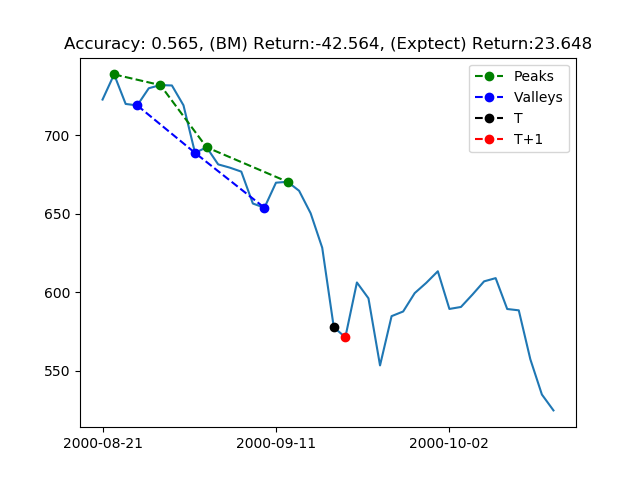 Accuracy: 0.565, (BM) Return:-42.564, (Exptect) Return:23.648
Peaks
Valleys
T
T+1
700
650
600
550
2000-08-21 2000-09-11 2000-10-02